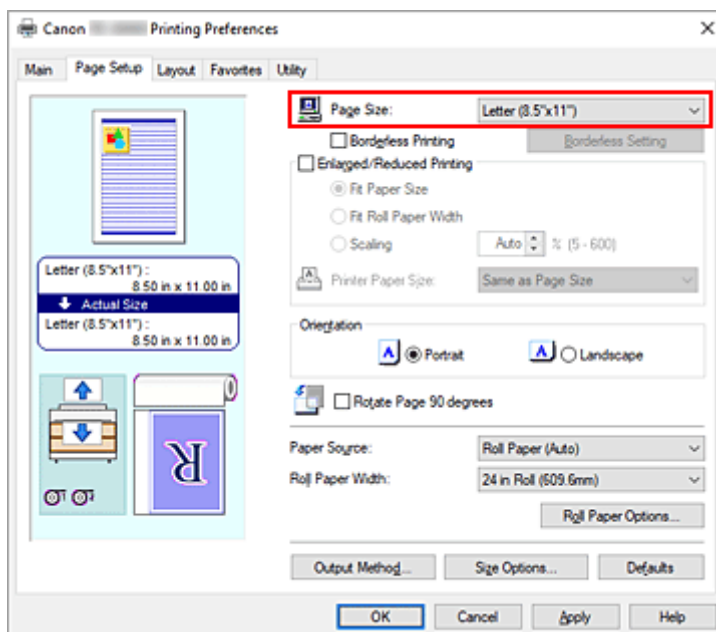 Canon Printing Preferences
Main Page Setup Layout Favorites Utility
Page Size: Letter (8.5"x11")
Borderless Printing Borderless Setting
Enlarged/Reduced Printing
Fit Paper Size
Fit Roll Paper Width
Scaling Auto % (5 - 600)
Printer Paper Size: Same as Page Size
Letter (8.5"x11") :
8.50 in x 11.00 in
Actual Size
Letter (8.5"x11") :
8.50 in x 11.00 in
Orientation
A Portrait A Landscape
Rotate Page 90 degrees
Paper Source: Roll Paper (Auto)
Roll Paper Width: 24 in Roll (609.6mm)
Roll Paper Options...
R
Output Method... Size Options... Defaults
OK Cancel Apply Help